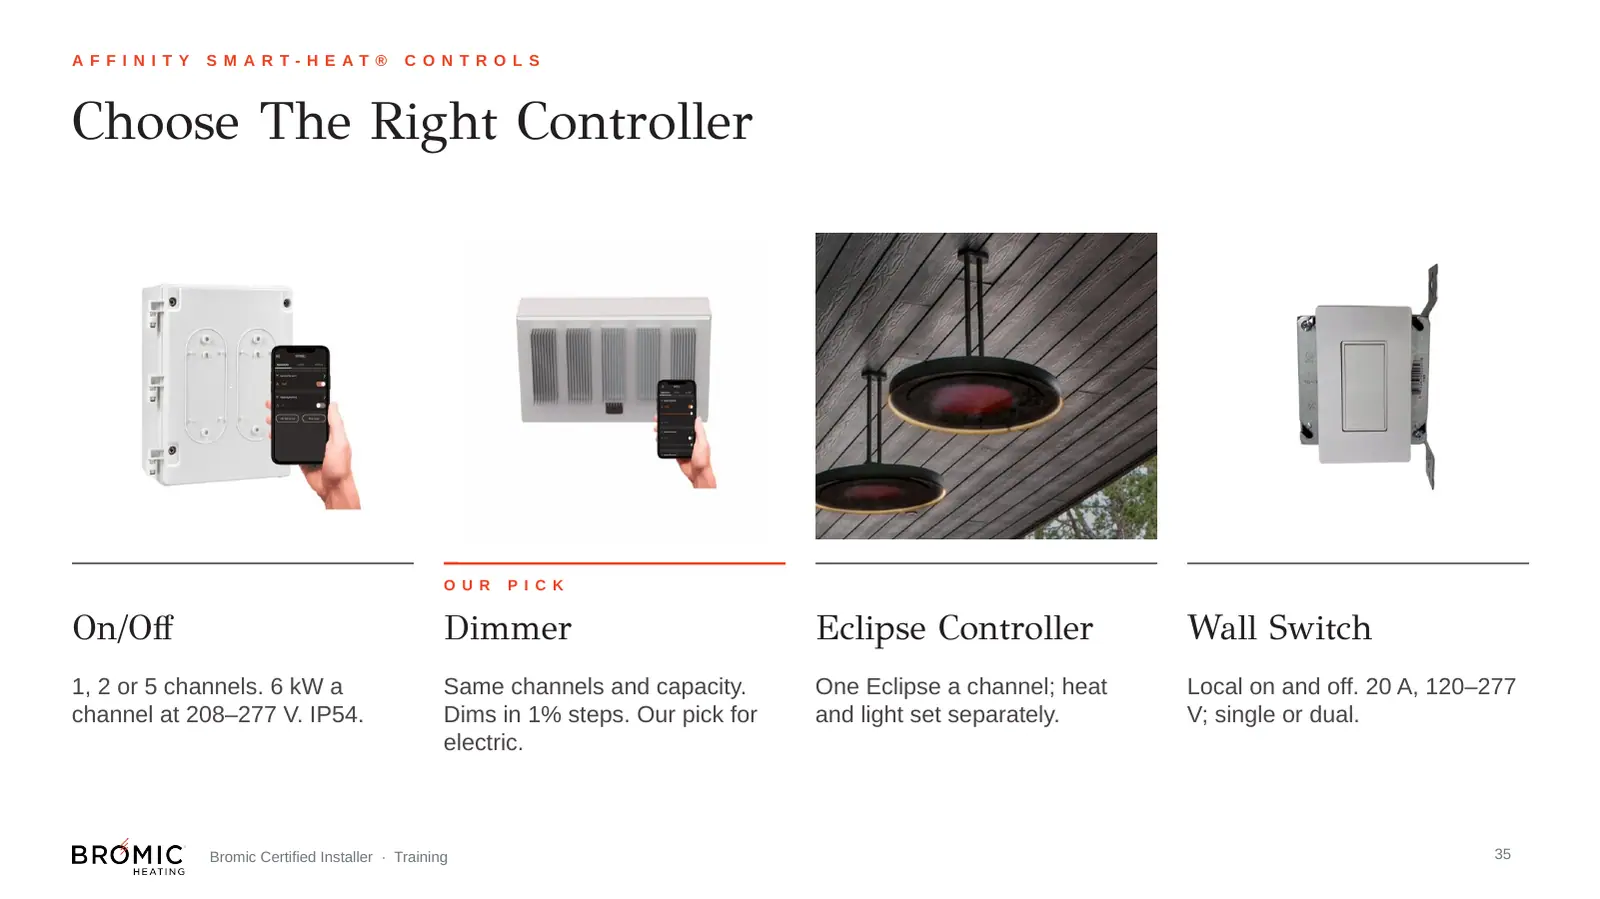 AFFINITY SMART-HEAT® CONTROLS
Choose The Right Controller
OUR PICK
On/Off
1, 2 or 5 channels. 6 kW a
channel at 208–277 V. IP54.
Dimmer
Same channels and capacity.
Dims in 1% steps. Our pick for
electric.
Eclipse Controller
One Eclipse a channel; heat
and light set separately.
Wall Switch
Local on and off. 20 A, 120–277
V; single or dual.
BROMIC
HEATING
Bromic Certified Installer · Training
35